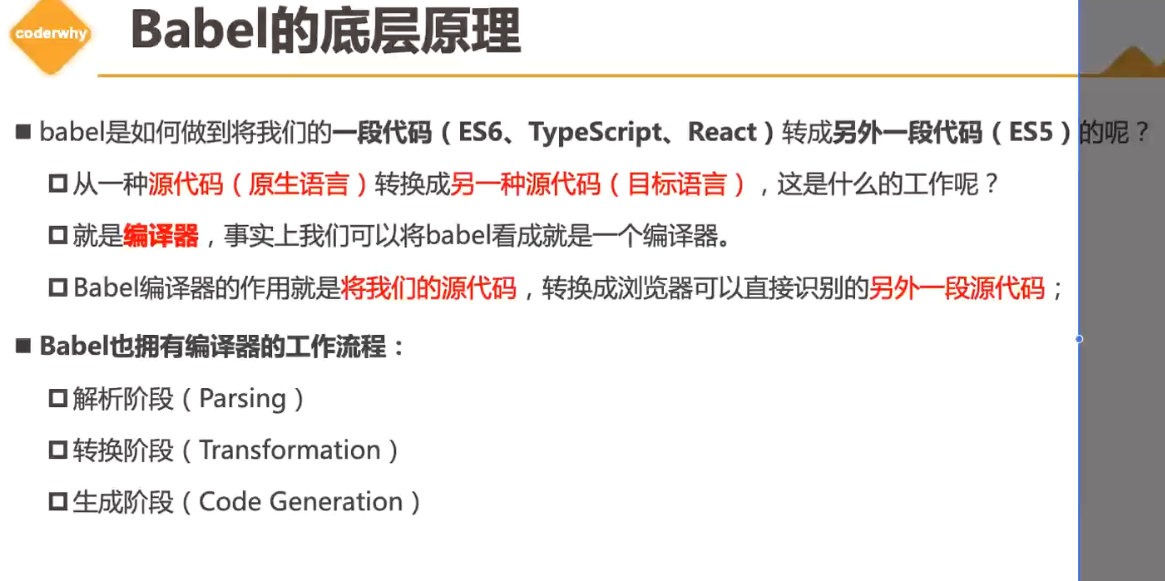 coderwhy
Babel的底层原理
babel是如何做到将我们的一段代码（ES6、TypeScript、React）转成另外一段代码（ES5）的呢？
从一种源代码（原生语言）转换成另一种源代码（目标语言），这是什么的工作呢？
就是编译器，事实上我们可以将babel看成就是一个编译器。
Babel编译器的作用就是将我们的源代码，转换成浏览器可以直接识别的另外一段源代码；
Babel也拥有编译器的工作流程：
解析阶段（Parsing）
转换阶段（Transformation）
生成阶段（Code Generation）